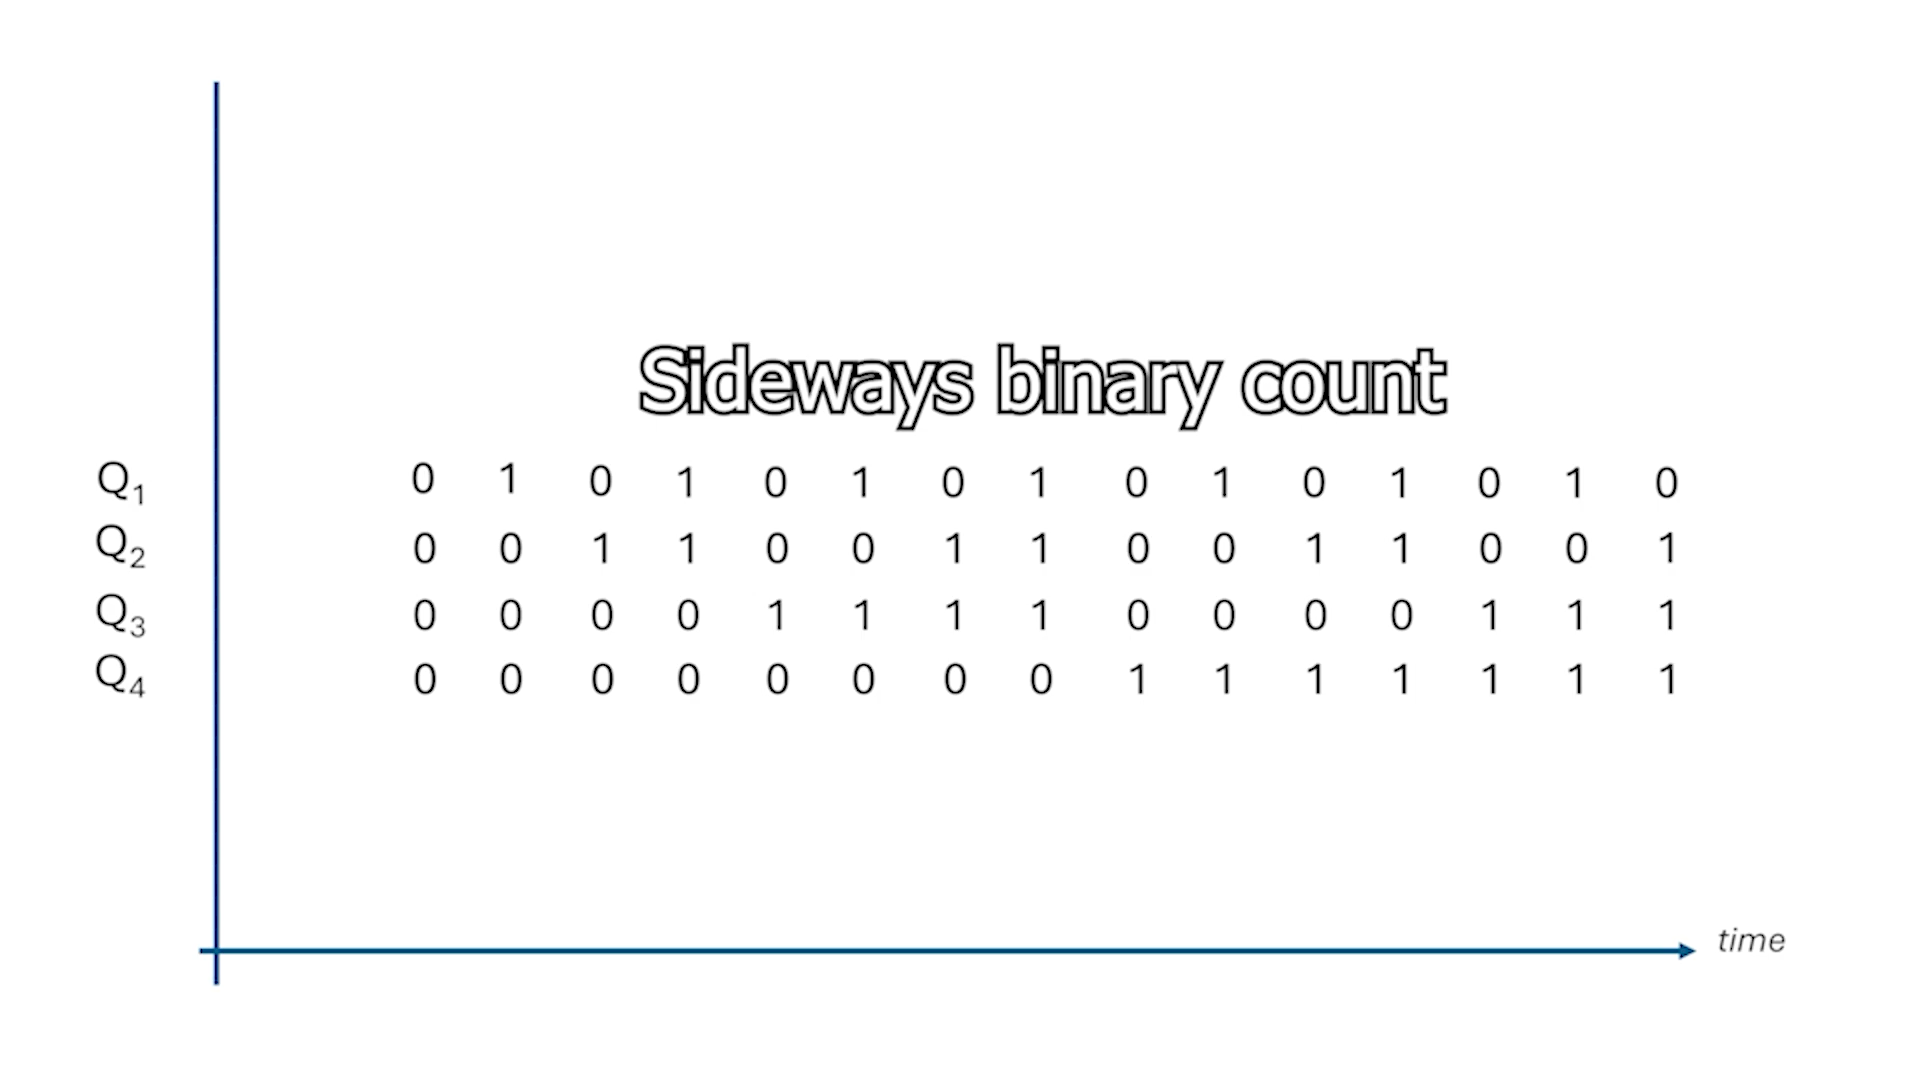 Sideways binary count
Q₁ 0 1 0 1 0 1 0 1 0 1 0 1 0 1 0
Q₂ 0 0 1 1 0 0 1 1 0 0 1 1 0 0 1
Q₃ 0 0 0 0 1 1 1 1 0 0 0 0 1 1 1
Q₄ 0 0 0 0 0 0 0 0 1 1 1 1 1 1 1
time